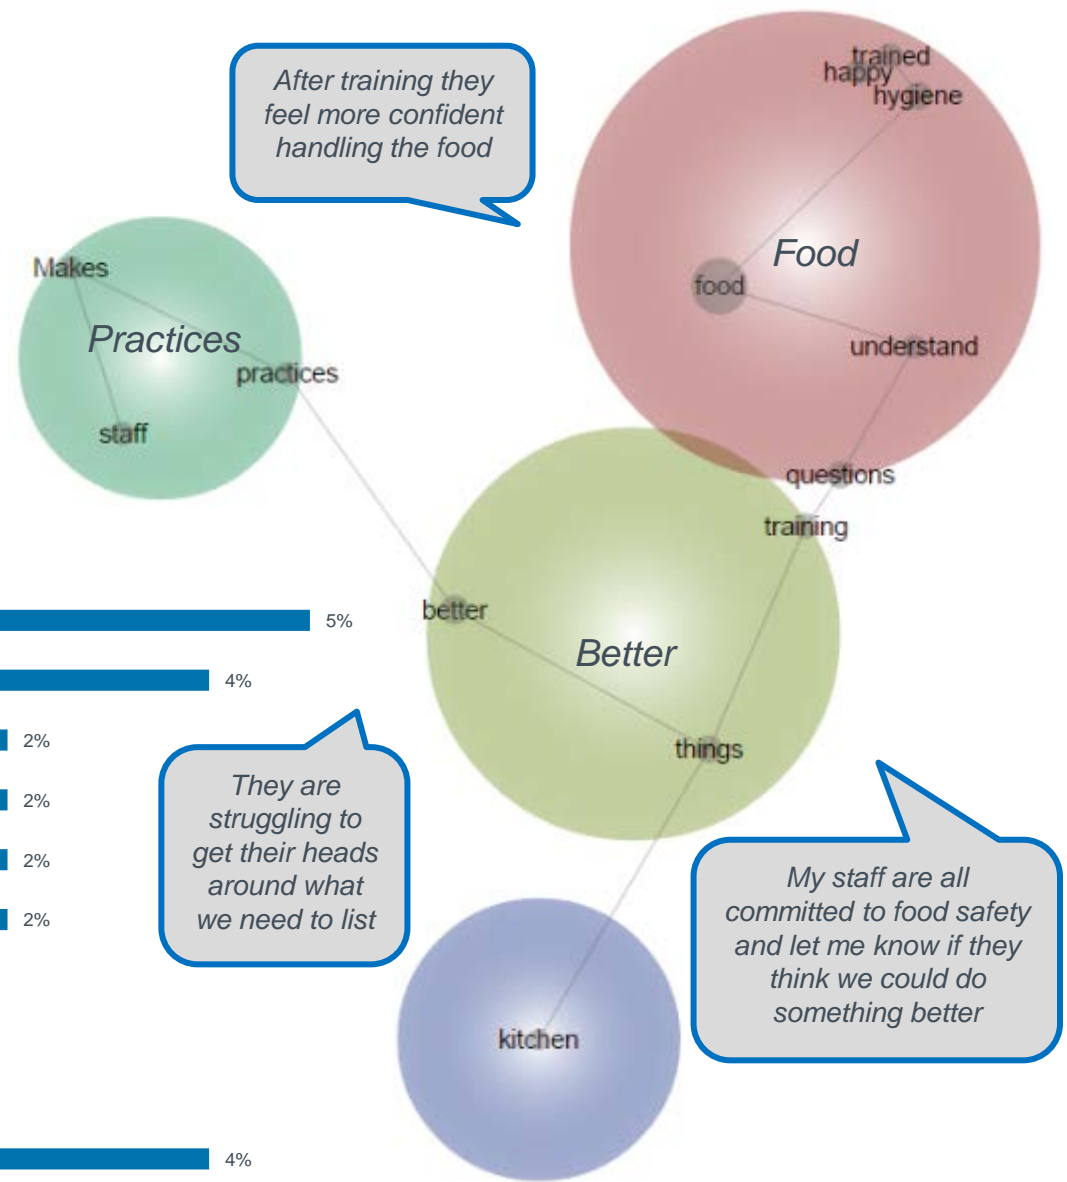 After training they
feel more confident
handling the food
trained
happy
hygiene
Food
food
understand
questions
training
Makes
Practices
practices
staff
better
Better
things
kitchen
5%
4%
2%
2%
2%
2%
4%
They are
struggling to
get their heads
around what
we need to list
My staff are all
committed to food safety
and let me know if they
think we could do
something better